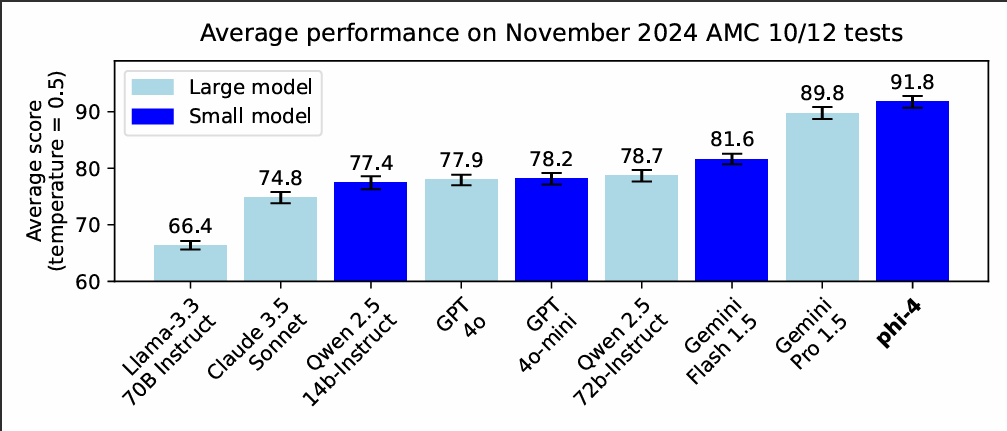 Average performance on November 2024 AMC 10/12 tests
Average score
(temperature = 0.5)
Large model
Small model
90
80
70
60
66.4
74.8
77.4
77.9
78.2
78.7
81.6
89.8
91.8
Llama-3.3
70B Instruct
Claude 3.5
Sonnet
Qwen 2.5
14b-Instruct
GPT
4o
GPT
4o-mini
Qwen 2.5
72b-Instruct
Gemini
Flash 1.5
Gemini
Pro 1.5
phi-4